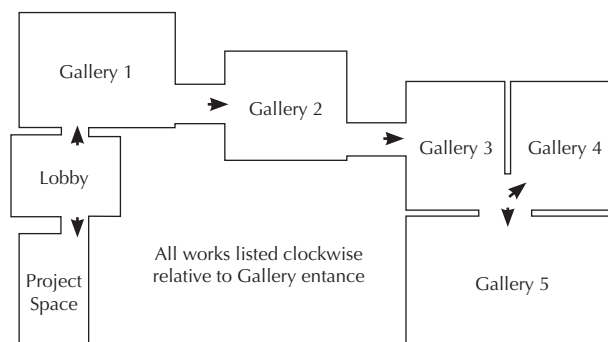 Gallery 1
Gallery 2
Gallery 3
Gallery 4
Lobby
Project
Space
All works listed clockwise
relative to Gallery entance
Gallery 5